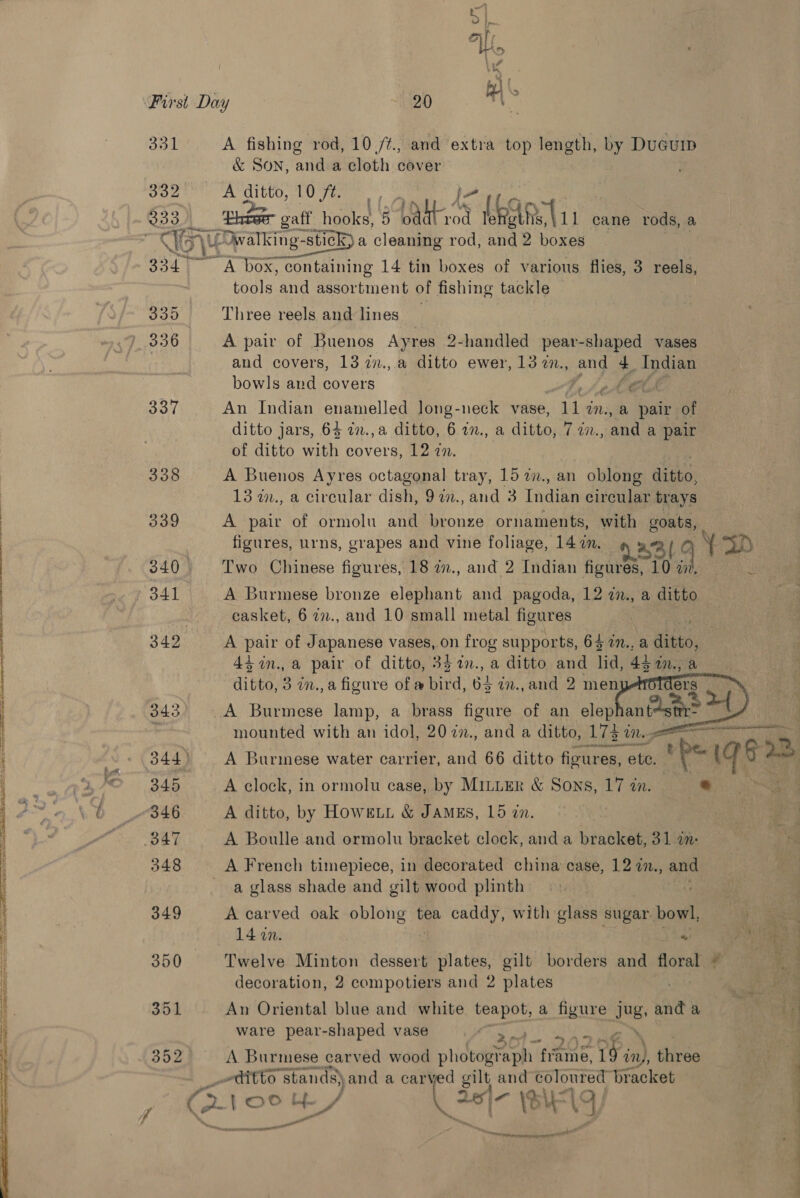 First Day 20
331 A fishing rod, 10 ft., and extra top length, by DUGUID
& SON, and a cloth cover
332 A ditto, 10 ft.
333 Three gaff hooks, 5 odd rod lengths, 11 cane rods, a
walking-stick, a cleaning rod, and 2 boxes
334 A box, containing 14 tin boxes of various flies, 3 reels,
tools and assortment of fishing tackle
335 Three reels and lines
336 A pair of Buenos Ayres 2-handled pear-shaped vases
and covers, 13 in., a ditto ewer, 13 in., and 4 Indian
bowls and covers
337 An Indian enamelled long-neck vase, 11 in., a pair of
ditto jars, 6½ in., a ditto, 6 in., a ditto, 7 in., and a pair
of ditto with covers, 12 in.
338 A Buenos Ayres octagonal tray, 15 in., an oblong ditto,
13 in., a circular dish, 9 in., and 3 Indian circular trays
339 A pair of ormolu and bronze ornaments, with goats,
figures, urns, grapes and vine foliage, 14 in.
340 Two Chinese figures, 18 in., and 2 Indian figures, 10 in.
341 A Burmese bronze elephant and pagoda, 12 in., a ditto
casket, 6 in., and 10 small metal figures
342 A pair of Japanese vases, on frog supports, 6½ in., a ditto,
4½ in., a pair of ditto, 3½ in., a ditto and lid, 4½ in., a
ditto, 3 in., a figure of a bird, 6½ in., and 2 menu-holders
343 A Burmese lamp, a brass figure of an elephant-stir-
mounted with an idol, 20 in., and a ditto, 17½ in.
344 A Burmese water carrier, and 66 ditto figures, etc.
345 A clock, in ormolu case, by MILLER & SONS, 17 in.
346 A ditto, by HOWELL & JAMES, 15 in.
347 A Boulle and ormolu bracket clock, and a bracket, 31 in.
348 A French timepiece, in decorated china case, 12 in., and
a glass shade and gilt wood plinth
349 A carved oak oblong tea caddy, with glass sugar bowl,
14 in.
350 Twelve Minton dessert plates, gilt borders and floral
decoration, 2 compotiers and 2 plates
351 An Oriental blue and white teapot, a figure jug, and a
ware pear-shaped vase
352 A Burmese carved wood photograph frame, 19 in., three
ditto stands, and a carved gilt and coloured bracket